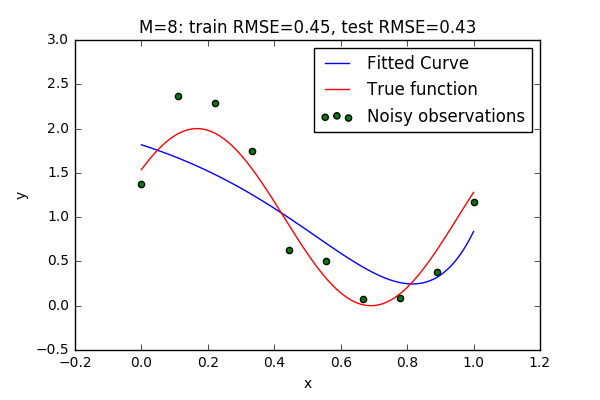 M=8: train RMSE=0.45, test RMSE=0.43
3.0
2.5
2.0
1.5
1.0
0.5
0.0
−0.5
y
Fitted Curve
True function
Noisy observations
−0.2
0.0
0.2
0.4
0.6
0.8
1.0
1.2
x